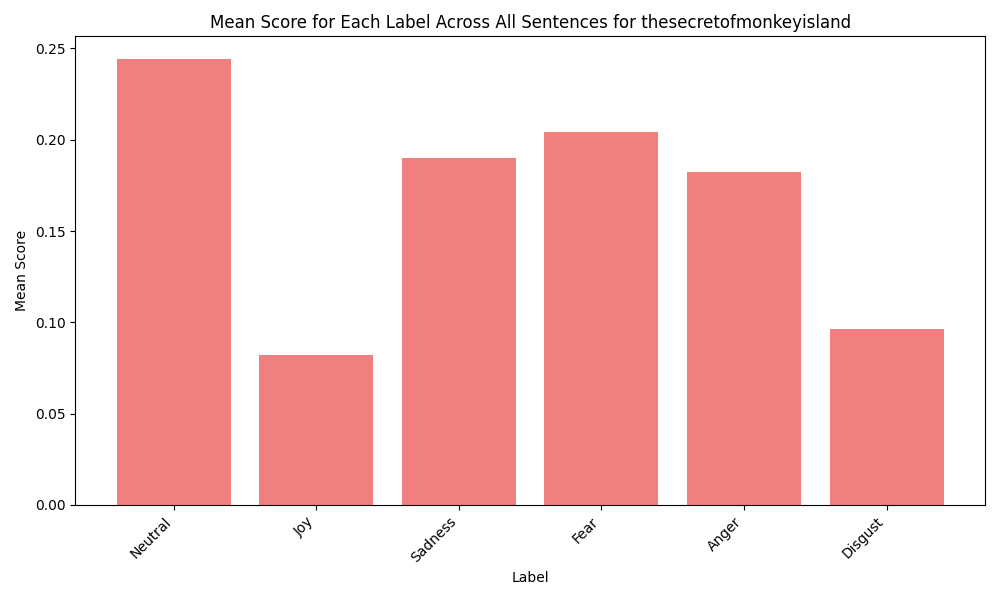 Mean Score for Each Label Across All Sentences for thesecretofmonkeyisland
Mean Score
0.25
0.20
0.15
0.10
0.05
0.00
Neutral
Joy
Sadness
Fear
Anger
Disgust
Label